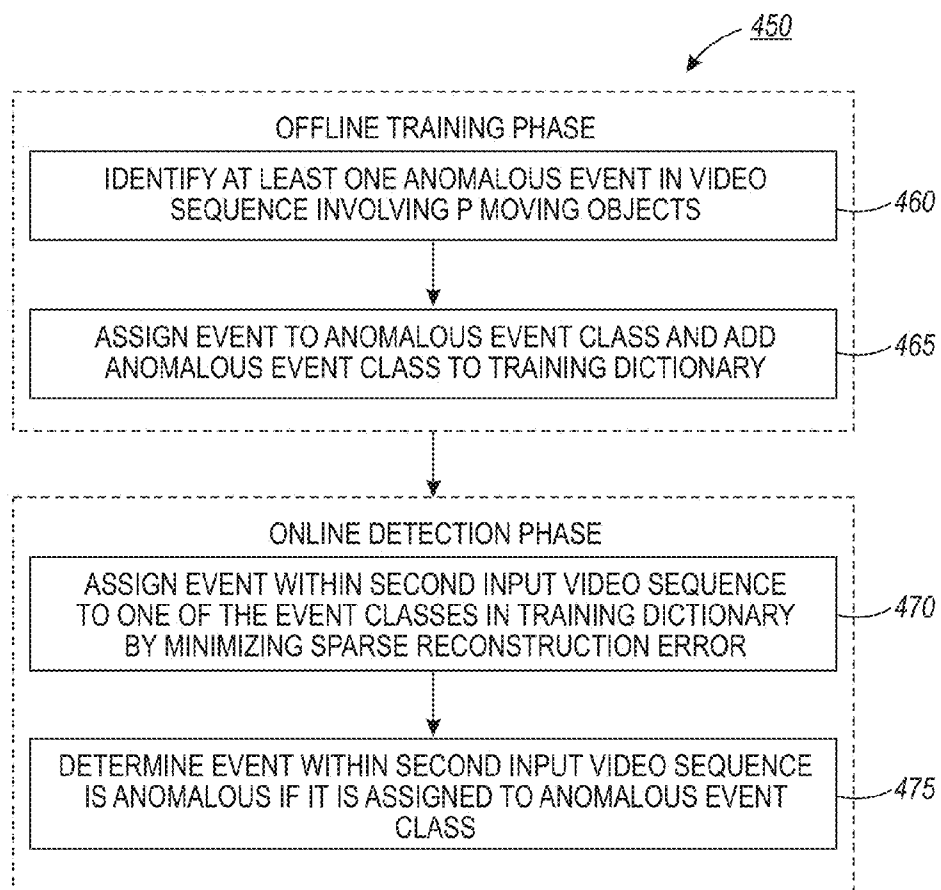 450
OFFLINE TRAINING PHASE
IDENTIFY AT LEAST ONE ANOMALOUS EVENT IN VIDEO
SEQUENCE INVOLVING P MOVING OBJECTS
460
ASSIGN EVENT TO ANOMALOUS EVENT CLASS AND ADD
ANOMALOUS EVENT CLASS TO TRAINING DICTIONARY
465
ONLINE DETECTION PHASE
ASSIGN EVENT WITHIN SECOND INPUT VIDEO SEQUENCE
TO ONE OF THE EVENT CLASSES IN TRAINING DICTIONARY
BY MINIMIZING SPARSE RECONSTRUCTION ERROR
470
DETERMINE EVENT WITHIN SECOND INPUT VIDEO SEQUENCE
IS ANOMALOUS IF IT IS ASSIGNED TO ANOMALOUS EVENT
CLASS
475